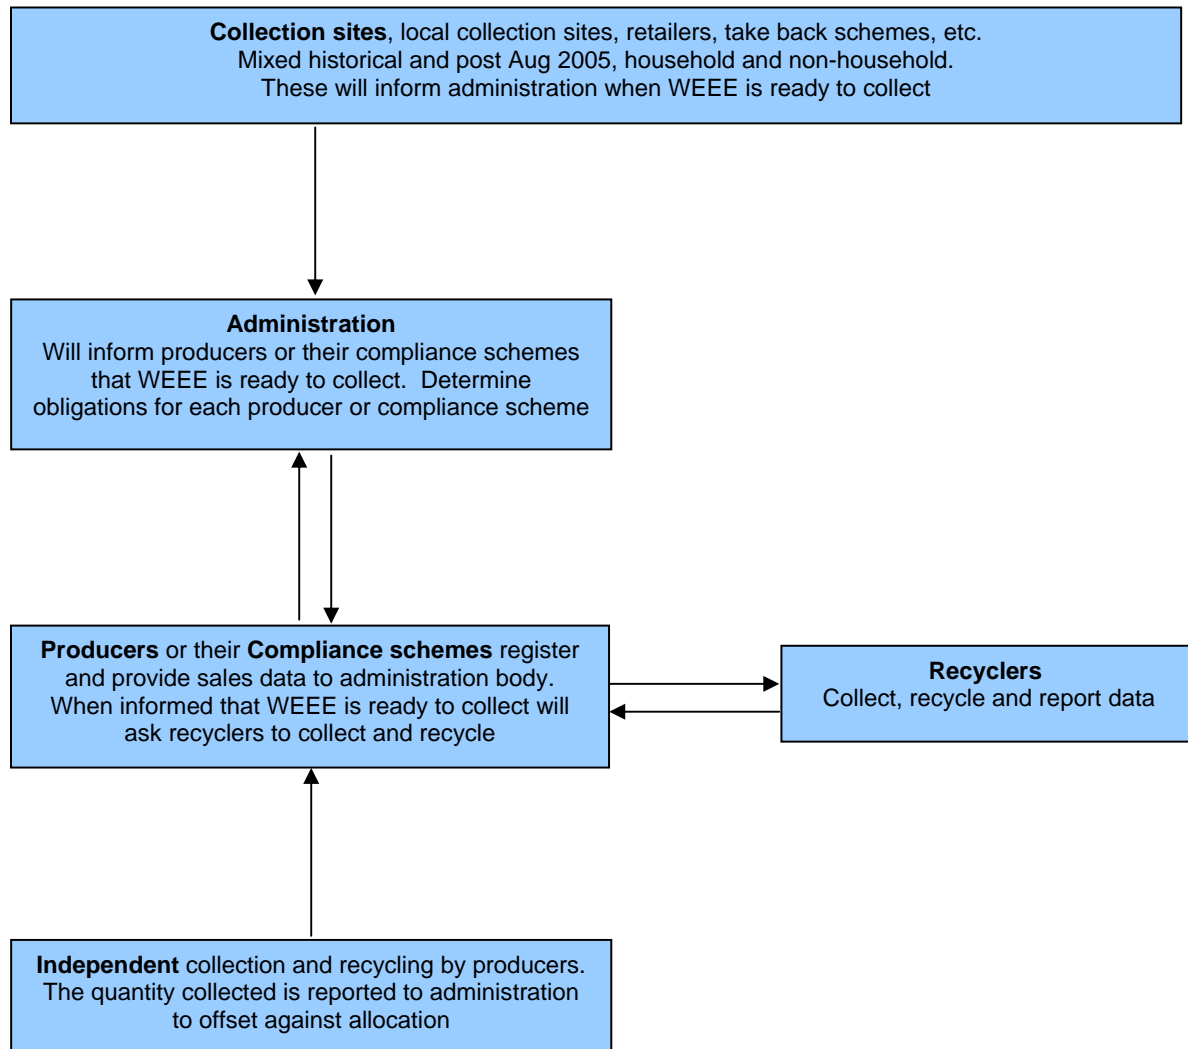 Collection sites, local collection sites, retailers, take back schemes, etc.
Mixed historical and post Aug 2005, household and non-household.
These will inform administration when WEEE is ready to collect
Administration
Will inform producers or their compliance schemes
that WEEE is ready to collect.  Determine
obligations for each producer or compliance scheme
Producers or their Compliance schemes register
and provide sales data to administration body.
When informed that WEEE is ready to collect will
ask recyclers to collect and recycle
Recyclers
Collect, recycle and report data
Independent collection and recycling by producers.
The quantity collected is reported to administration
to offset against allocation